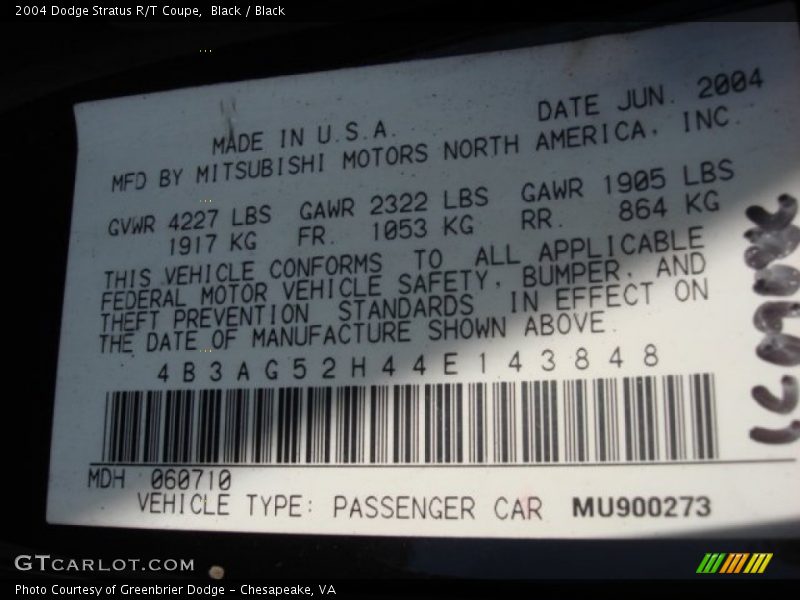 2004 Dodge Stratus R/T Coupe,  Black / Black
MADE IN U.S.A. DATE JUN. 2004
MFD BY MITSUBISHI MOTORS NORTH AMERICA, INC.
GVWR 4227 LBS GAWR 2322 LBS GAWR 1905 LBS
1917 KG FR. 1053 KG RR. 864 KG
THIS VEHICLE CONFORMS TO ALL APPLICABLE
FEDERAL MOTOR VEHICLE SAFETY, BUMPER, AND
THEFT PREVENTION STANDARDS IN EFFECT ON
THE DATE OF MANUFACTURE SHOWN ABOVE.
4B3AG52H44E143848
MDH 060710
VEHICLE TYPE: PASSENGER CAR MU900273
GTCARLOT.COM
Photo Courtesy of Greenbrier Dodge - Chesapeake, VA